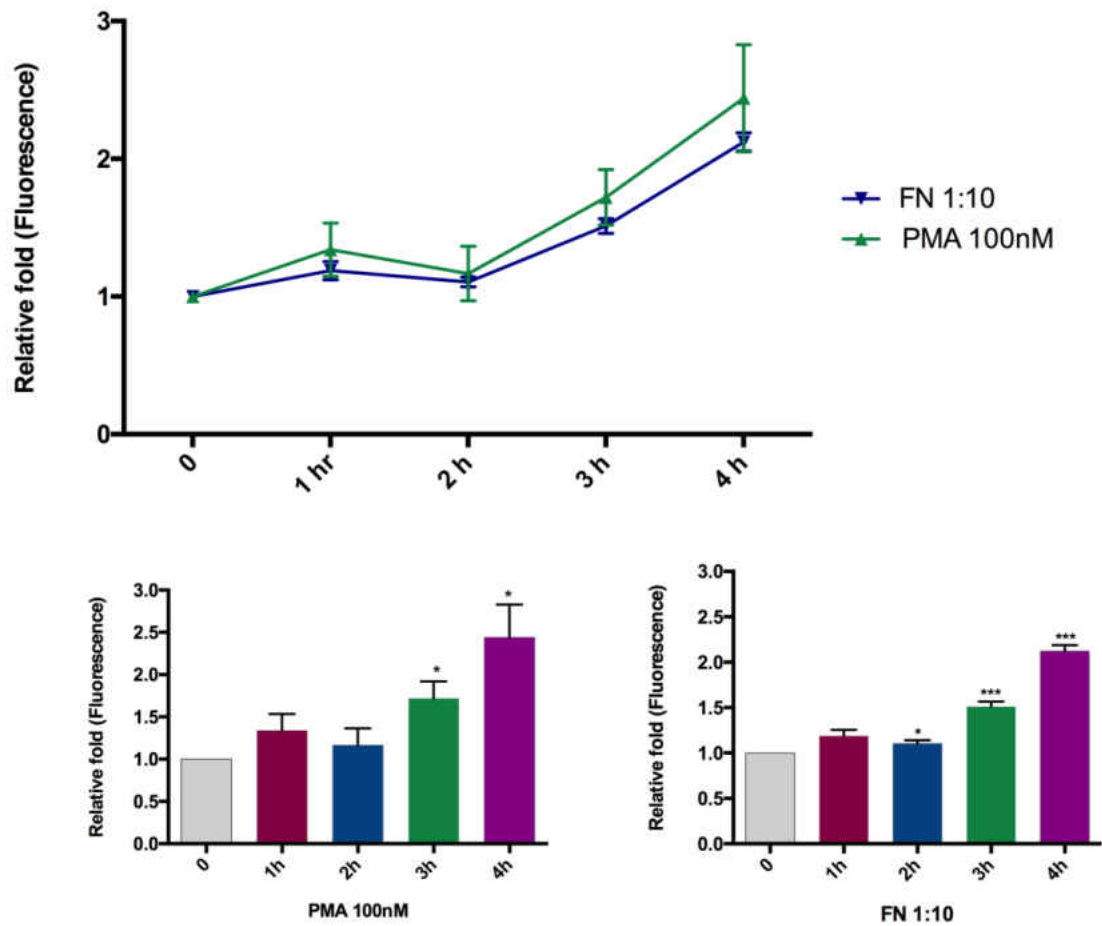 Relative fold (Fluorescence)
3
2
1
0
0
1 hr
2 h
3 h
4 h
FN 1:10
PMA 100nM
Relative fold (Fluorescence)
3.0
2.5
2.0
1.5
1.0
0.5
0.0
*
*
0
1h
2h
3h
4h
PMA 100nM
Relative fold (Fluorescence)
3.0
2.5
2.0
1.5
1.0
0.5
0.0
*
***
***
0
1h
2h
3h
4h
FN 1:10